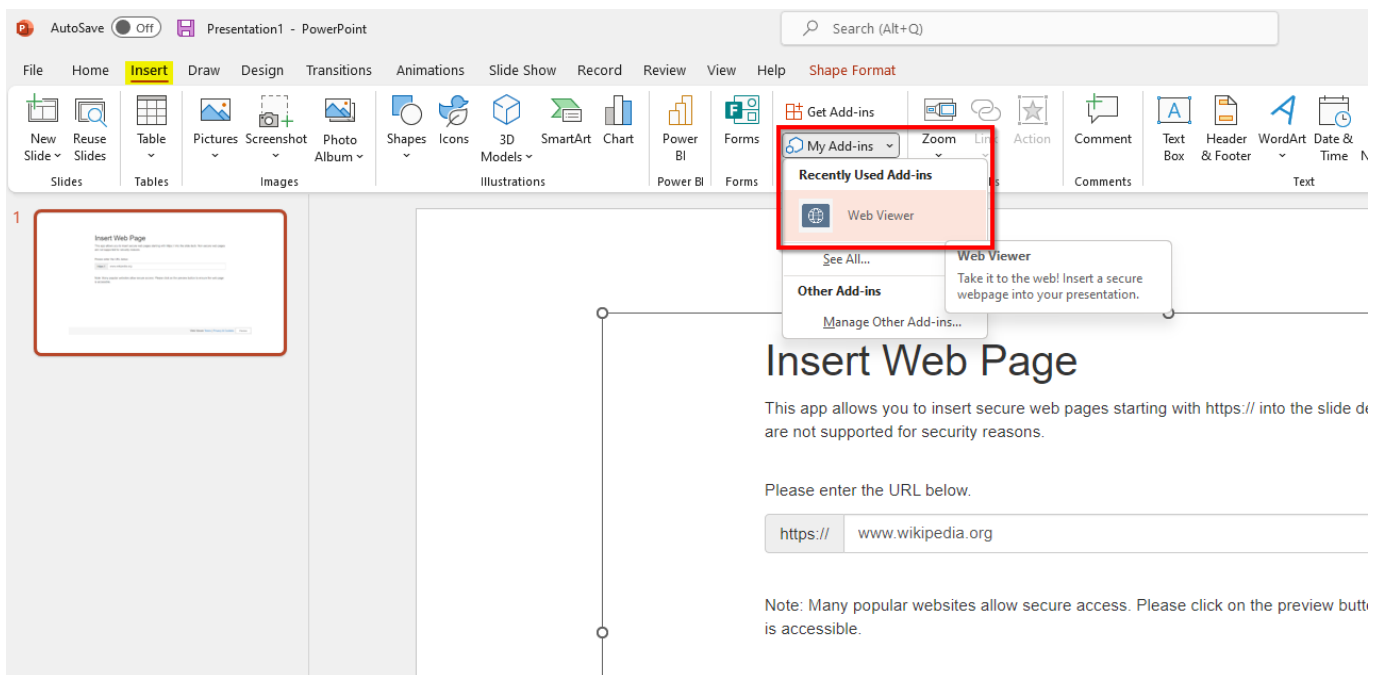 AutoSave Off Presentation1 - PowerPoint Search (Alt+Q)
File Home Insert Draw Design Transitions Animations Slide Show Record Review View Help Shape Format
New Slide Reuse Slides Table Pictures Screenshot Photo Album Shapes Icons 3D Models SmartArt Chart Power BI Forms Get Add-ins My Add-ins Zoom Link Action Comment Text Box Header & Footer WordArt Date & Time N
Slides Tables Images Illustrations Power BI Forms s Comments Text
Recently Used Add-ins
Web Viewer
See All...
Other Add-ins
Manage Other Add-ins...
Web Viewer
Take it to the web! Insert a secure
webpage into your presentation.
1
Insert Web Page
Insert Web Page
This app allows you to insert secure web pages starting with https:// into the slide de
are not supported for security reasons.
Please enter the URL below.
https:// www.wikipedia.org
Note: Many popular websites allow secure access. Please click on the preview butt
is accessible.